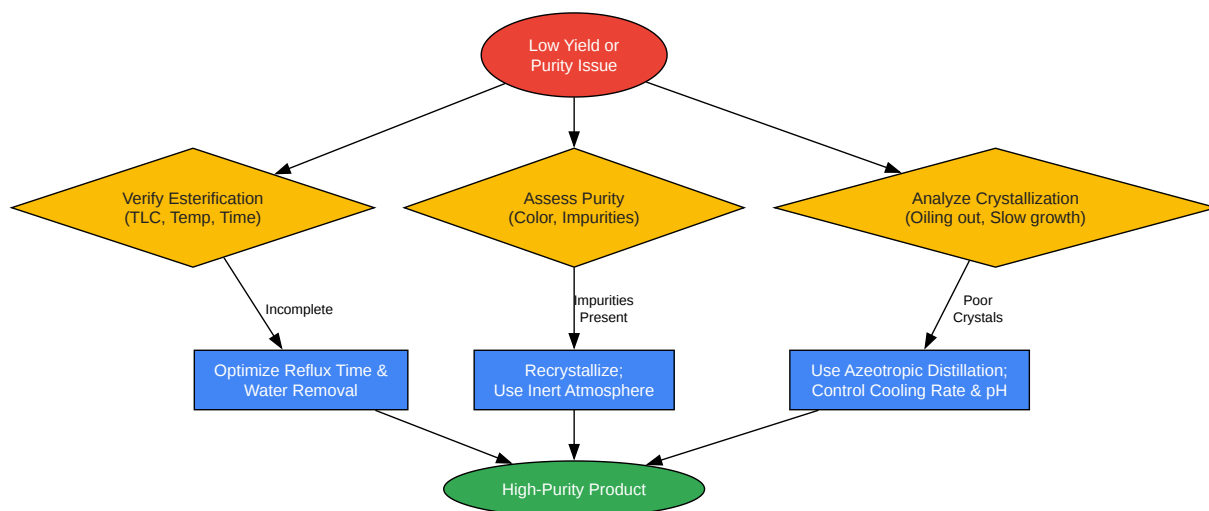 Low Yield or
Purity Issue
Verify Esterification
(TLC, Temp, Time)
Assess Purity
(Color, Impurities)
Analyze Crystallization
(Oiling out, Slow growth)
Incomplete
Impurities
Present
Poor
Crystals
Optimize Reflux Time &
Water Removal
Recrystallize;
Use Inert Atmosphere
Use Azeotropic Distillation;
Control Cooling Rate & pH
High-Purity Product